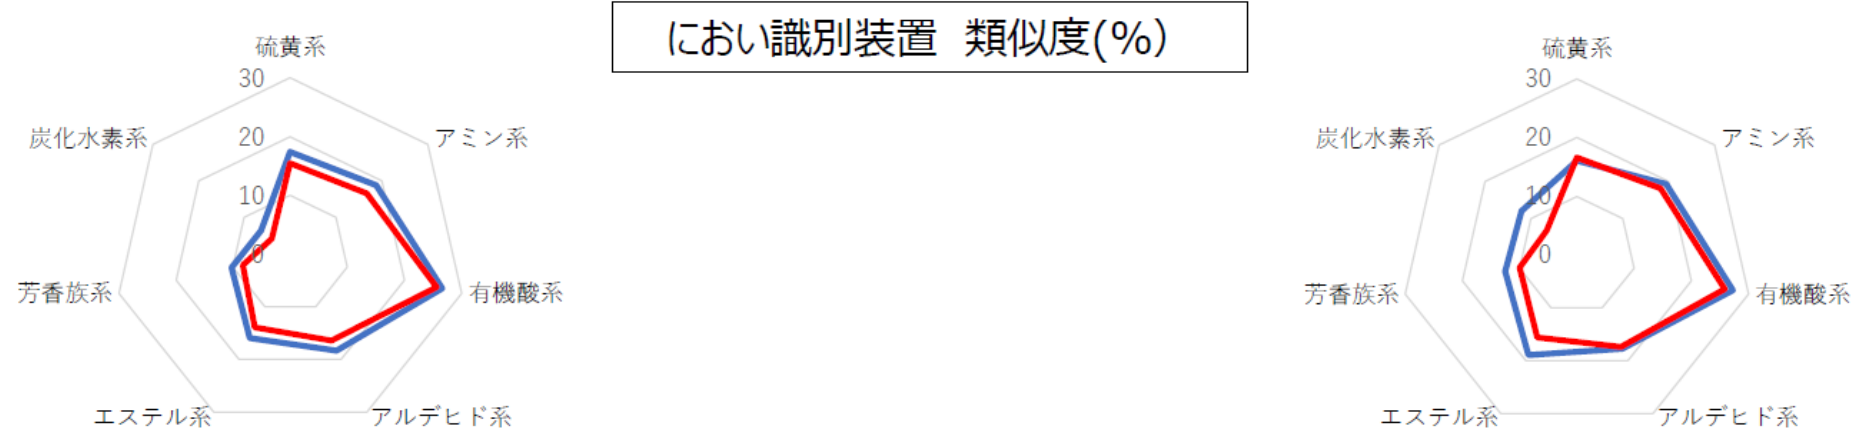 におい識別装置 類似度(%)
硫黄系
30
20
10
0
アミン系
有機酸系
アルデヒド系
エステル系
芳香族系
炭化水素系
硫黄系
30
20
10
0
アミン系
有機酸系
アルデヒド系
エステル系
芳香族系
炭化水素系